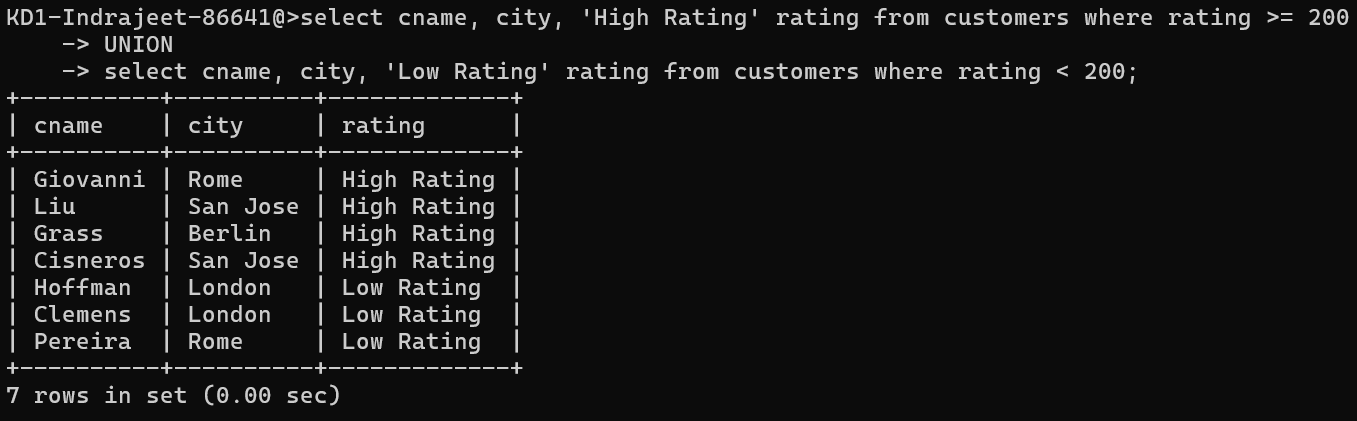 KD1-Indrajeet-86641@>select cname, city, 'High Rating' rating from customers where rating >= 200
    -> UNION
    -> select cname, city, 'Low Rating' rating from customers where rating < 200;
+----------+----------+-------------+
| cname    | city     | rating      |
+----------+----------+-------------+
| Giovanni | Rome     | High Rating |
| Liu      | San Jose | High Rating |
| Grass    | Berlin   | High Rating |
| Cisneros | San Jose | High Rating |
| Hoffman  | London   | Low Rating  |
| Clemens  | London   | Low Rating  |
| Pereira  | Rome     | Low Rating  |
+----------+----------+-------------+
7 rows in set (0.00 sec)